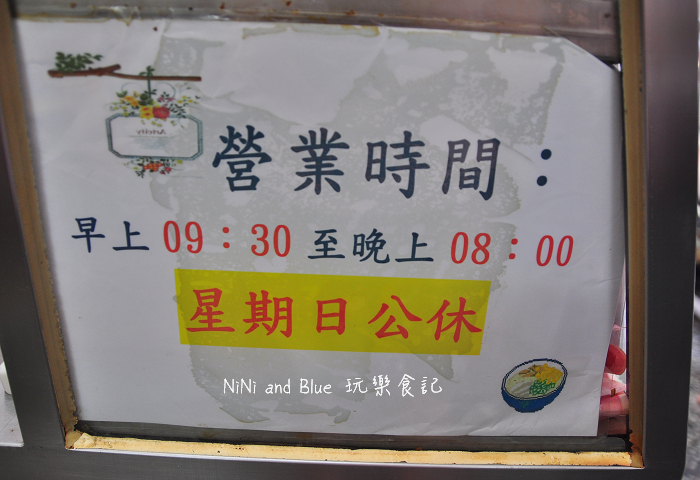 營業時間：
早上 09：30 至晚上 08：00
星期日公休
NiNi and Blue 玩樂食記